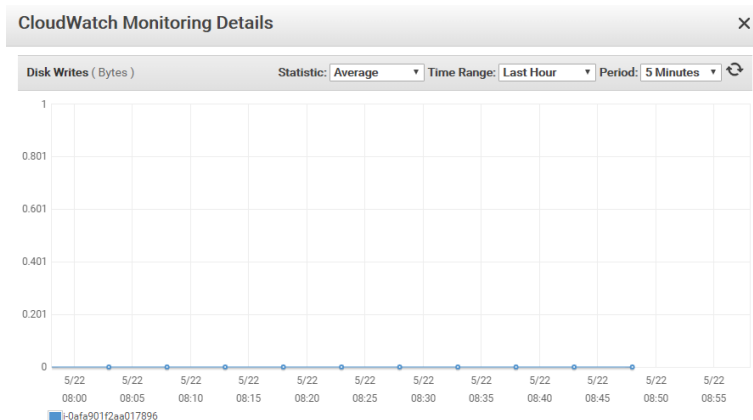 CloudWatch Monitoring Details ×
Disk Writes ( Bytes ) Statistic: Average Time Range: Last Hour Period: 5 Minutes
1
0.801
0.601
0.401
0.201
0
5/22 5/22 5/22 5/22 5/22 5/22 5/22 5/22 5/22 5/22 5/22 5/22
08:00 08:05 08:10 08:15 08:20 08:25 08:30 08:35 08:40 08:45 08:50 08:55
i-0afa901f2aa017896